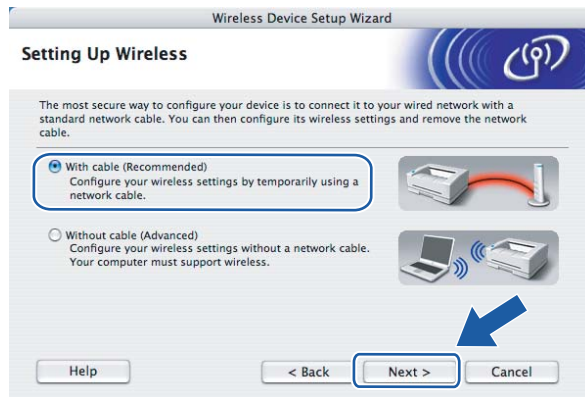 Wireless Device Setup Wizard
Setting Up Wireless
The most secure way to configure your device is to connect it to your wired network with a
standard network cable. You can then configure its wireless settings and remove the network
cable.
With cable (Recommended)
Configure your wireless settings by temporarily using a
network cable.
Without cable (Advanced)
Configure your wireless settings without a network cable.
Your computer must support wireless.
Help
< Back
Next >
Cancel